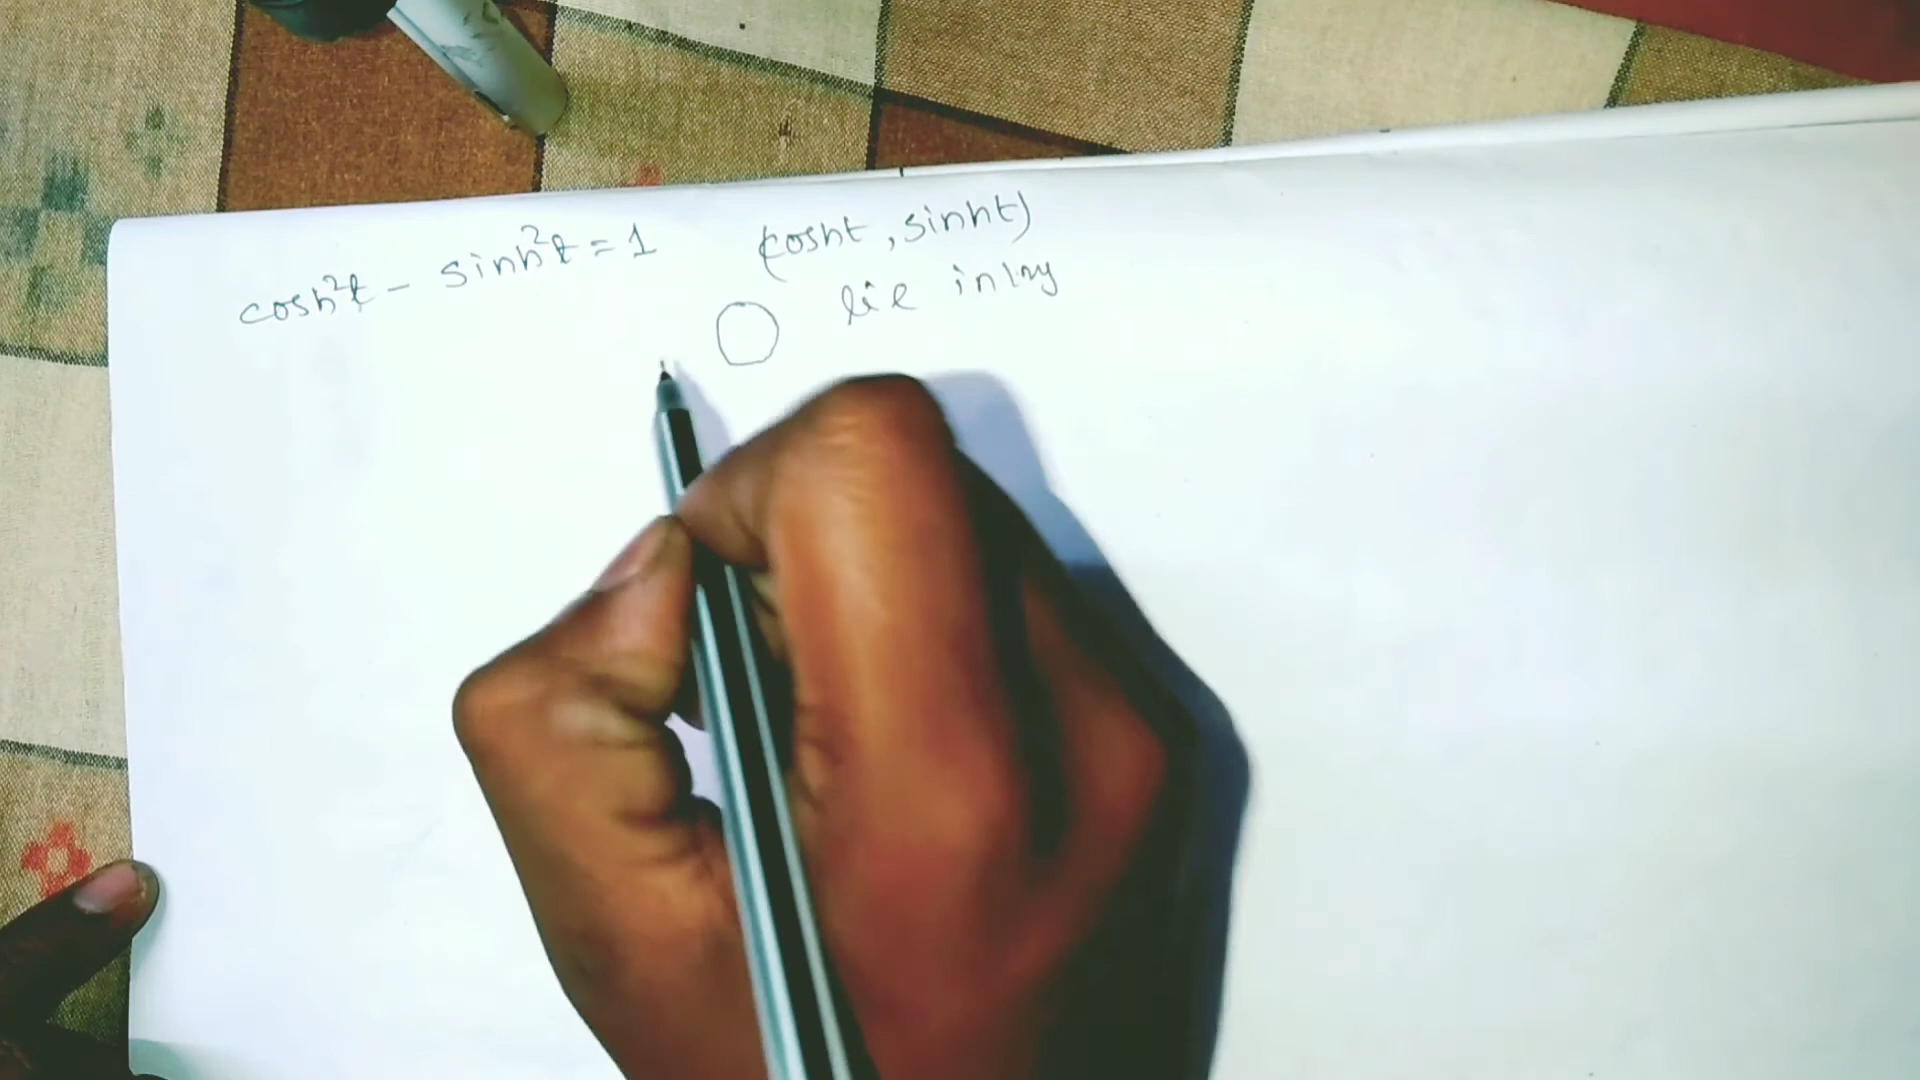 cosh²t - sinh²t = 1 (cosht, sinht)
lie in